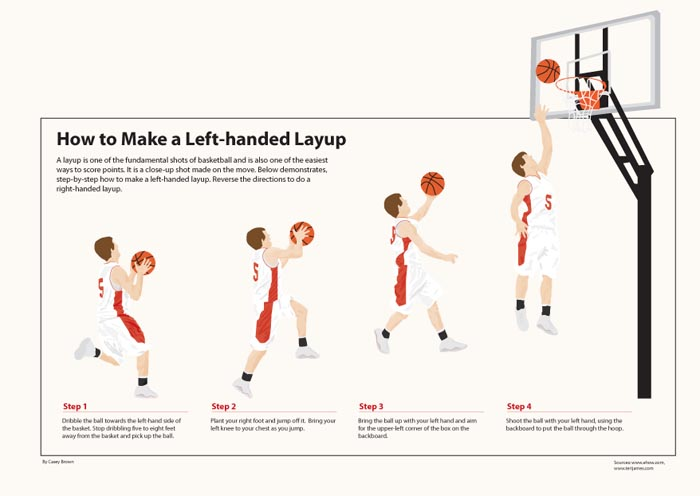 How to Make a Left-handed Layup
A layup is one of the fundamental shots of basketball and is also one of the easiest
ways to score points. It is a close-up shot made on the move. Below demonstrates,
step-by-step how to make a left-handed layup. Reverse the directions to do a
right-handed layup.
5
5
5
5
Step 1
Dribble the ball towards the left-hand side of
the basket. Stop dribbling five to eight feet
away from the basket and pick up the ball.
Step 2
Plant your right foot and jump off it. Bring your
left knee to your chest as you jump.
Step 3
Bring the ball up with your left hand and aim
for the upper-left corner of the box on the
backboard.
Step 4
Shoot the ball with your left hand, using the
backboard to put the ball through the hoop.
By Casey Brown
Sources: www.ehow.com,